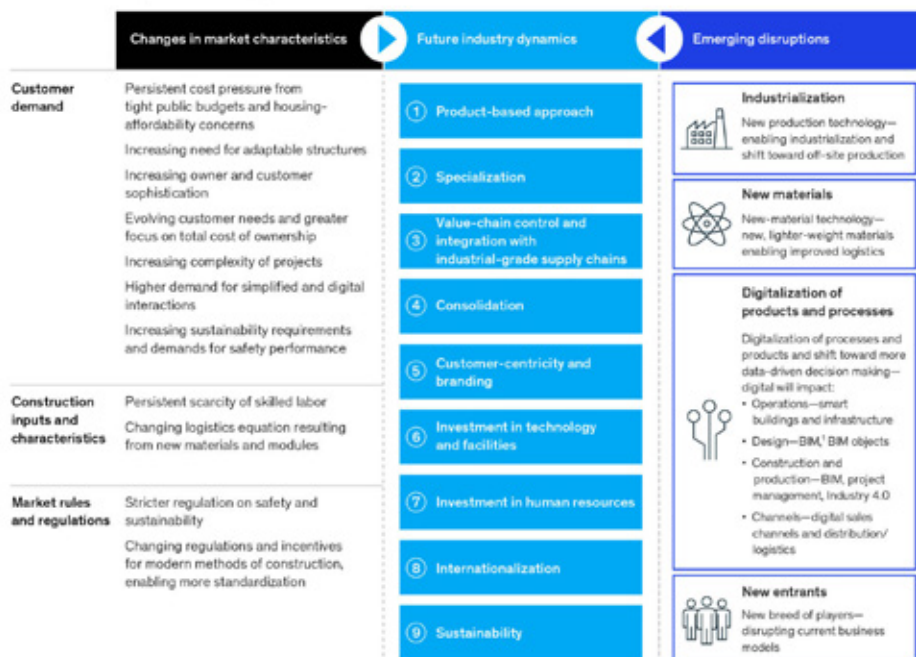 Changes in market characteristics
Future industry dynamics
Emerging disruptions
Customer
demand
Persistent cost pressure from
tight public budgets and housing-
affordability concerns
Increasing need for adaptable structures
Increasing owner and customer
sophistication
Evolving customer needs and greater
focus on total cost of ownership
Increasing complexity of projects
Higher demand for simplified and digital
interactions
Increasing sustainability requirements
and demands for safety performance
Construction
inputs and
characteristics
Persistent scarcity of skilled labor
Changing logistics equation resulting
from new materials and modules
Market rules
and regulations
Stricter regulation on safety and
sustainability
Changing regulations and incentives
for modern methods of construction,
enabling more standardization
1 Product-based approach
2 Specialization
3 Value-chain control and
integration with
industrial-grade supply chains
4 Consolidation
5 Customer-centricity and
branding
6 Investment in technology
and facilities
7 Investment in human resources
8 Internationalization
9 Sustainability
Industrialization
New production technology—
enabling industrialization and
shift toward off-site production
New materials
New-material technology—
new, lighter-weight materials
enabling improved logistics
Digitalization of
products and processes
Digitalization of processes and
products and shift toward more
data-driven decision making—
digital will impact:
• Operations—smart
buildings and infrastructure
• Design—BIM,¹ BIM objects
• Construction and
production—BIM, project
management, Industry 4.0
• Channels—digital sales
channels and distribution/
logistics
New entrants
New breed of players—
disrupting current business
models